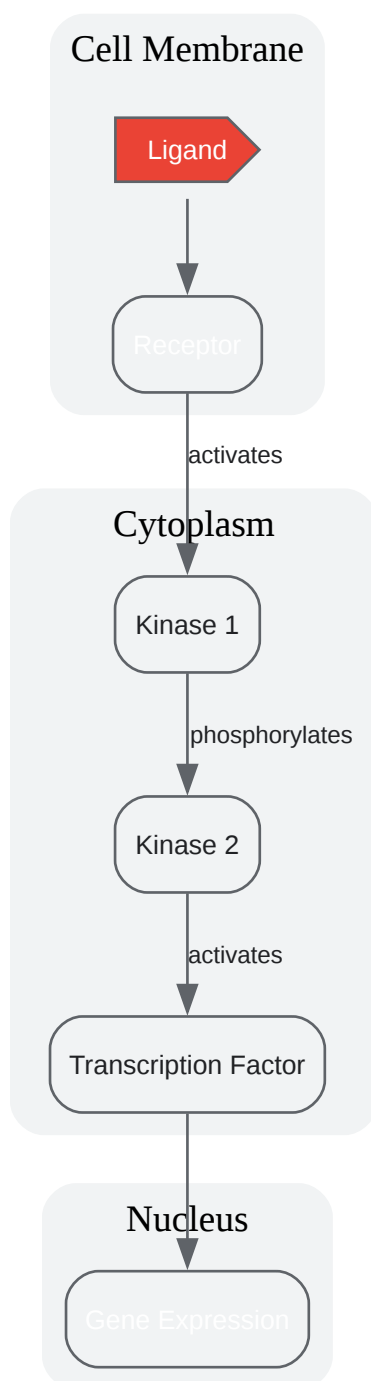 Cell Membrane
Ligand
Receptor
activates
Cytoplasm
Kinase 1
phosphorylates
Kinase 2
activates
Transcription Factor
Nucleus
Gene Expression